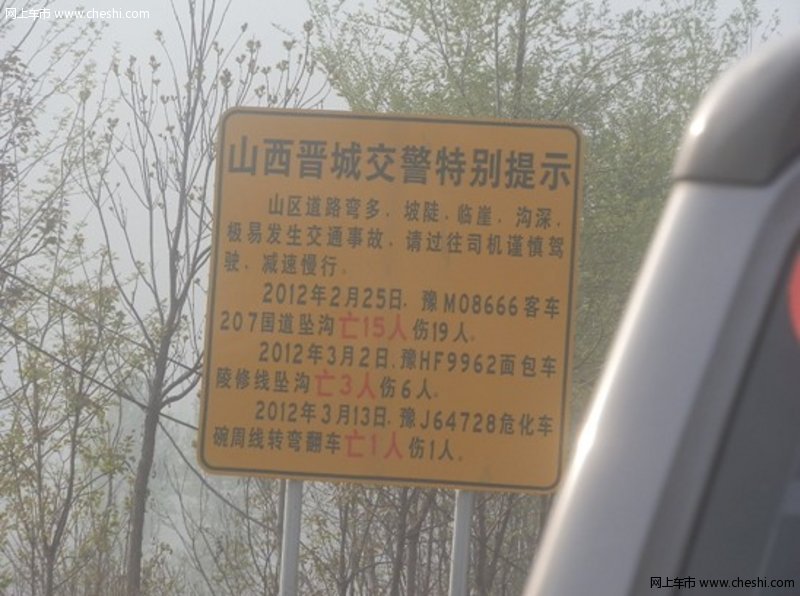 网上车市 www.cheshi.com
山西晋城交警特别提示
山区道路弯多，坡陡，临崖，沟深，
极易发生交通事故，请过往司机谨慎驾
驶、减速慢行。
2012年2月25日，豫M08666客车
207国道坠沟亡15人伤19人。
2012年3月2日，豫HF9962面包车
陵修线坠沟亡3人伤6人。
2012年3月13日，豫J64728危化车
碗周线转弯翻车亡1人伤1人。
网上车市 www.cheshi.com